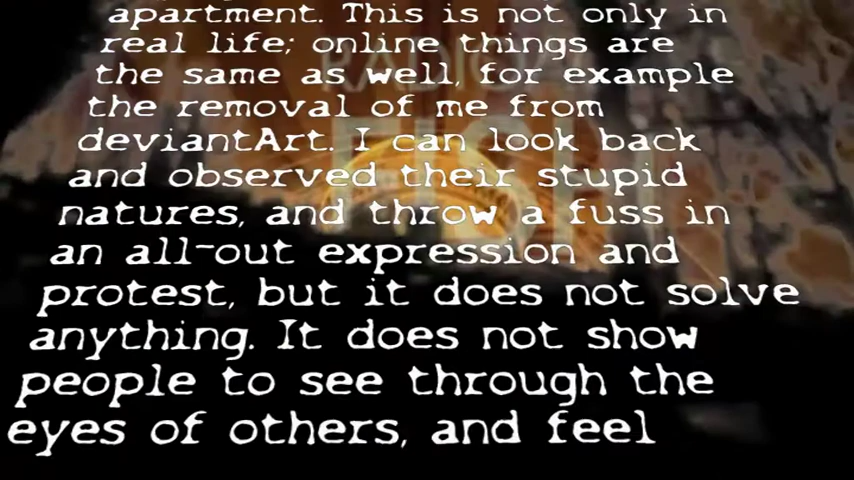 apartment. This is not only in
real life; online things are
the same as well, for example
the removal of me from
deviantArt. I can look back
and observed their stupid
natures, and throw a fuss in
an all-out expression and
protest, but it does not solve
anything. It does not show
people to see through the
eyes of others, and feel